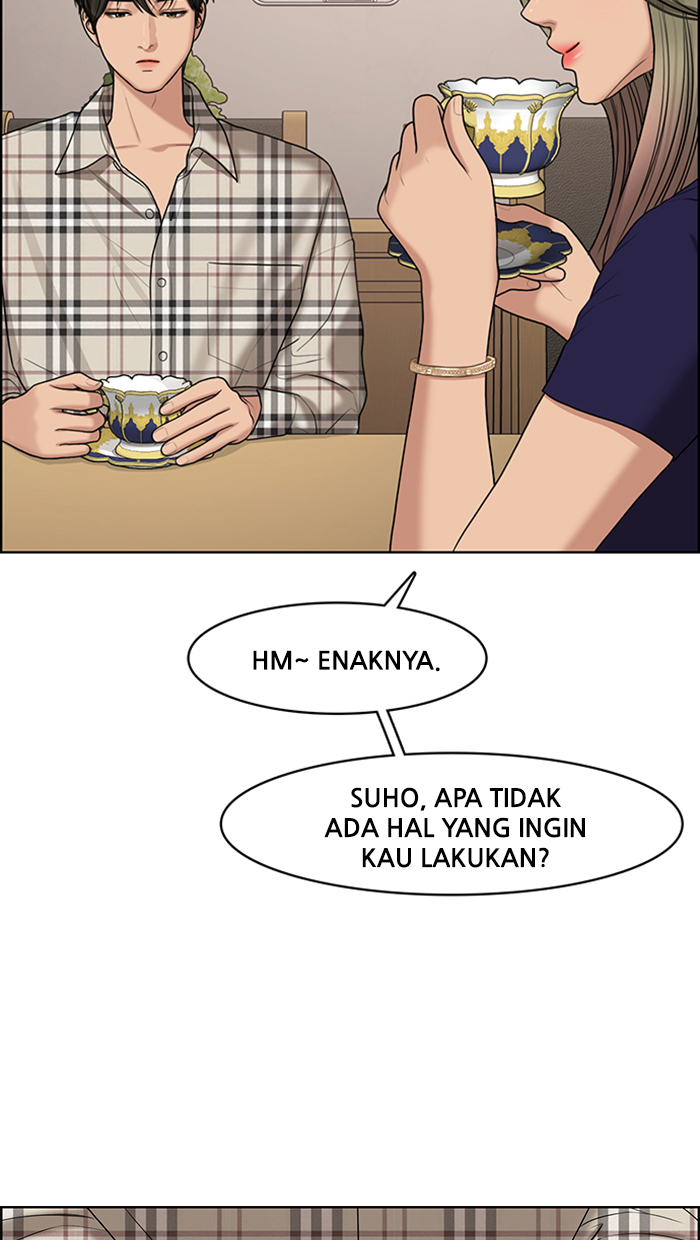 HM~ ENAKNYA.
SUHO, APA TIDAK
ADA HAL YANG INGIN
KAU LAKUKAN?